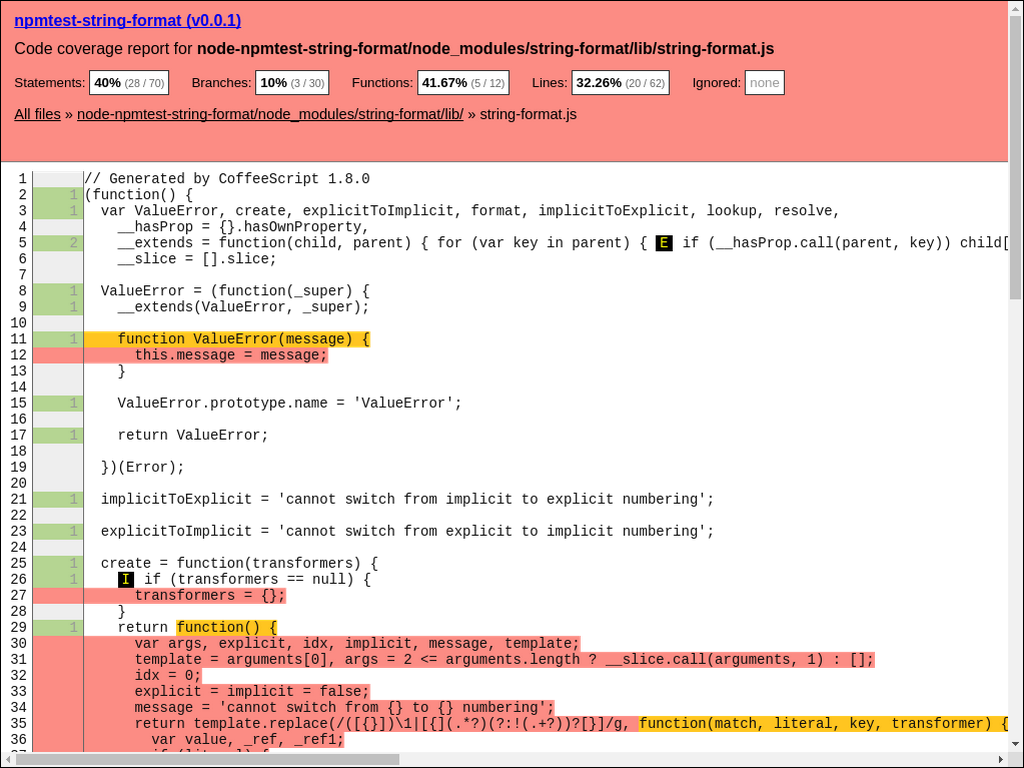 npmtest-string-format (v0.0.1)
Code coverage report for node-npmtest-string-format/node_modules/string-format/lib/string-format.js
Statements: 40% (28 / 70) Branches: 10% (3 / 30) Functions: 41.67% (5 / 12) Lines: 32.26% (20 / 62) Ignored: none
All files » node-npmtest-string-format/node_modules/string-format/lib/ » string-format.js
1 // Generated by CoffeeScript 1.8.0
2 1 (function() {
3 1 var ValueError, create, explicitToImplicit, format, implicitToExplicit, lookup, resolve,
4 __hasProp = {}.hasOwnProperty,
5 2 __extends = function(child, parent) { for (var key in parent) { E if (__hasProp.call(parent, key)) child[
6 __slice = [].slice;
7
8 1 ValueError = (function(_super) {
9 1 __extends(ValueError, _super);
10
11 1 function ValueError(message) {
12 this.message = message;
13 }
14
15 1 ValueError.prototype.name = 'ValueError';
16
17 1 return ValueError;
18
19 })(Error);
20
21 1 implicitToExplicit = 'cannot switch from implicit to explicit numbering';
22
23 1 explicitToImplicit = 'cannot switch from explicit to implicit numbering';
24
25 1 create = function(transformers) {
26 1 I if (transformers == null) {
27 transformers = {};
28 }
29 1 return function() {
30 var args, explicit, idx, implicit, message, template;
31 template = arguments[0], args = 2 <= arguments.length ? __slice.call(arguments, 1) : [];
32 idx = 0;
33 explicit = implicit = false;
34 message = 'cannot switch from {} to {} numbering';
35 return template.replace(/([{}])\1|[{](.*?)(?:!(.+?))?[}]/g, function(match, literal, key, transformer) {
36 var value, _ref, _ref1;